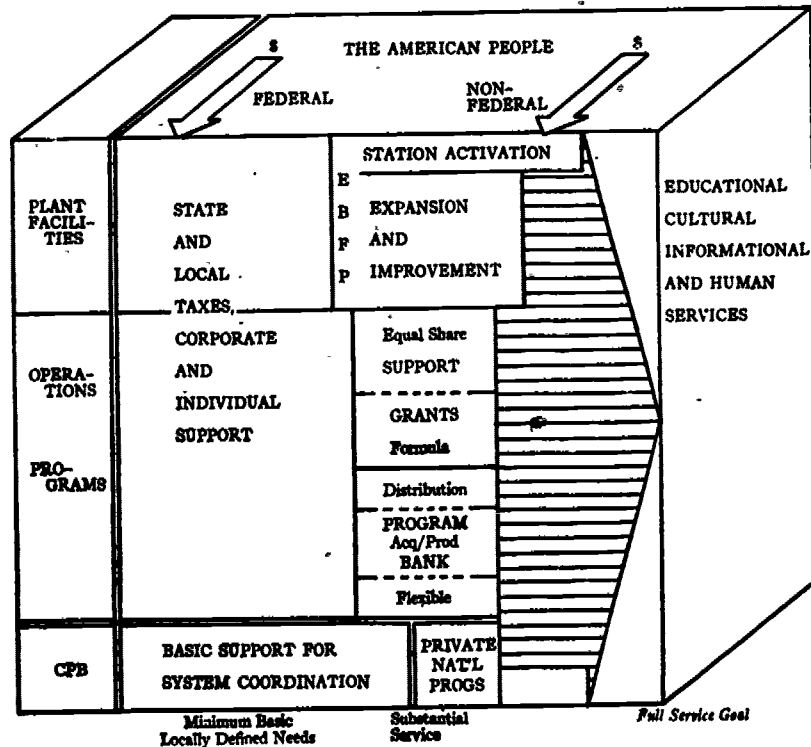 THE AMERICAN PEOPLE
$
$
FEDERAL
NON-
FEDERAL
PLANT
FACILI-
TIES
STATE
AND
LOCAL
TAXES,
CORPORATE
AND
INDIVIDUAL
SUPPORT
STATION ACTIVATION
E
B
F
P
EXPANSION
AND
IMPROVEMENT
EDUCATIONAL
CULTURAL
INFORMATIONAL
AND HUMAN
SERVICES
OPERA-
TIONS
PRO-
GRAMS
Equal Share
SUPPORT
GRANTS
Formula
Distribution
PROGRAM
Acq/Prod
BANK
Flexible
CPB
BASIC SUPPORT FOR
SYSTEM COORDINATION
PRIVATE
NAT'L
PROGS
Minimum Basic
Locally Defined Needs
Substantial
Service
Full Service Goal